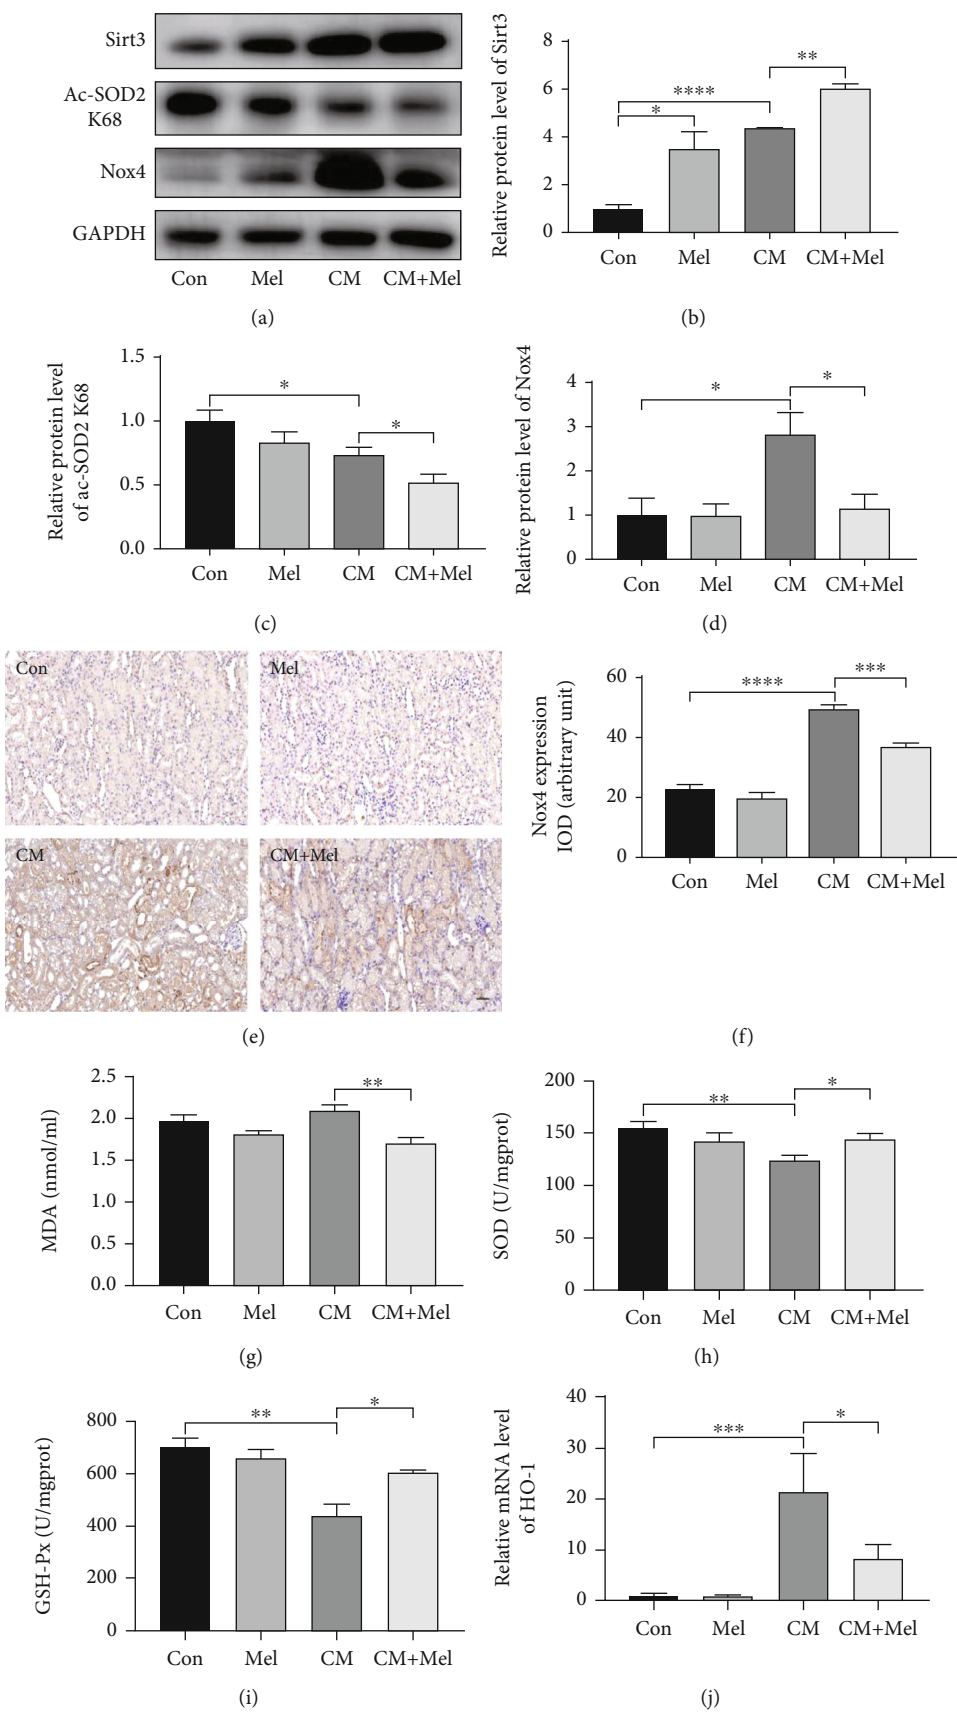 Sirt3
Ac-SOD2
K68
Nox4
GAPDH
Con Mel CM CM+Mel
(a)
Relative protein level of Sirt3
8
6
4
2
0
**
****
*
Con Mel CM CM+Mel
(b)
Relative protein level
of ac-SOD2 K68
1.5
1.0
0.5
0.0
*
*
Con Mel CM CM+Mel
(c)
Relative protein level of Nox4
4
3
2
1
0
*
*
Con Mel CM CM+Mel
(d)
Con
Mel
CM
CM+Mel
(e)
Nox4 expression
IOD (arbitrary unit)
60
40
20
0
****
***
Con Mel CM CM+Mel
(f)
MDA (nmol/ml)
2.5
2.0
1.5
1.0
0.5
0.0
**
Con Mel CM CM+Mel
(g)
SOD (U/mgprot)
200
150
100
50
0
**
*
Con Mel CM CM+Mel
(h)
GSH-Px (U/mgprot)
800
600
400
200
0
**
*
Con Mel CM CM+Mel
(i)
Relative mRNA level
of HO-1
40
30
20
10
0
***
*
Con Mel CM CM+Mel
(j)